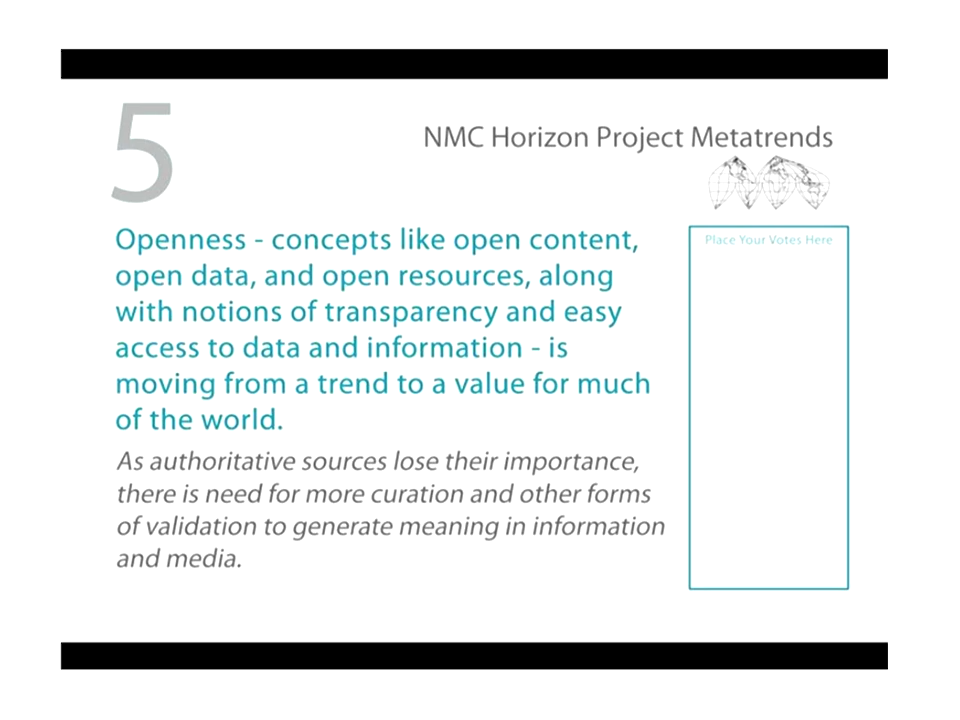 5
NMC Horizon Project Metatrends
Place Your Votes Here
Openness - concepts like open content,
open data, and open resources, along
with notions of transparency and easy
access to data and information - is
moving from a trend to a value for much
of the world.
As authoritative sources lose their importance,
there is need for more curation and other forms
of validation to generate meaning in information
and media.